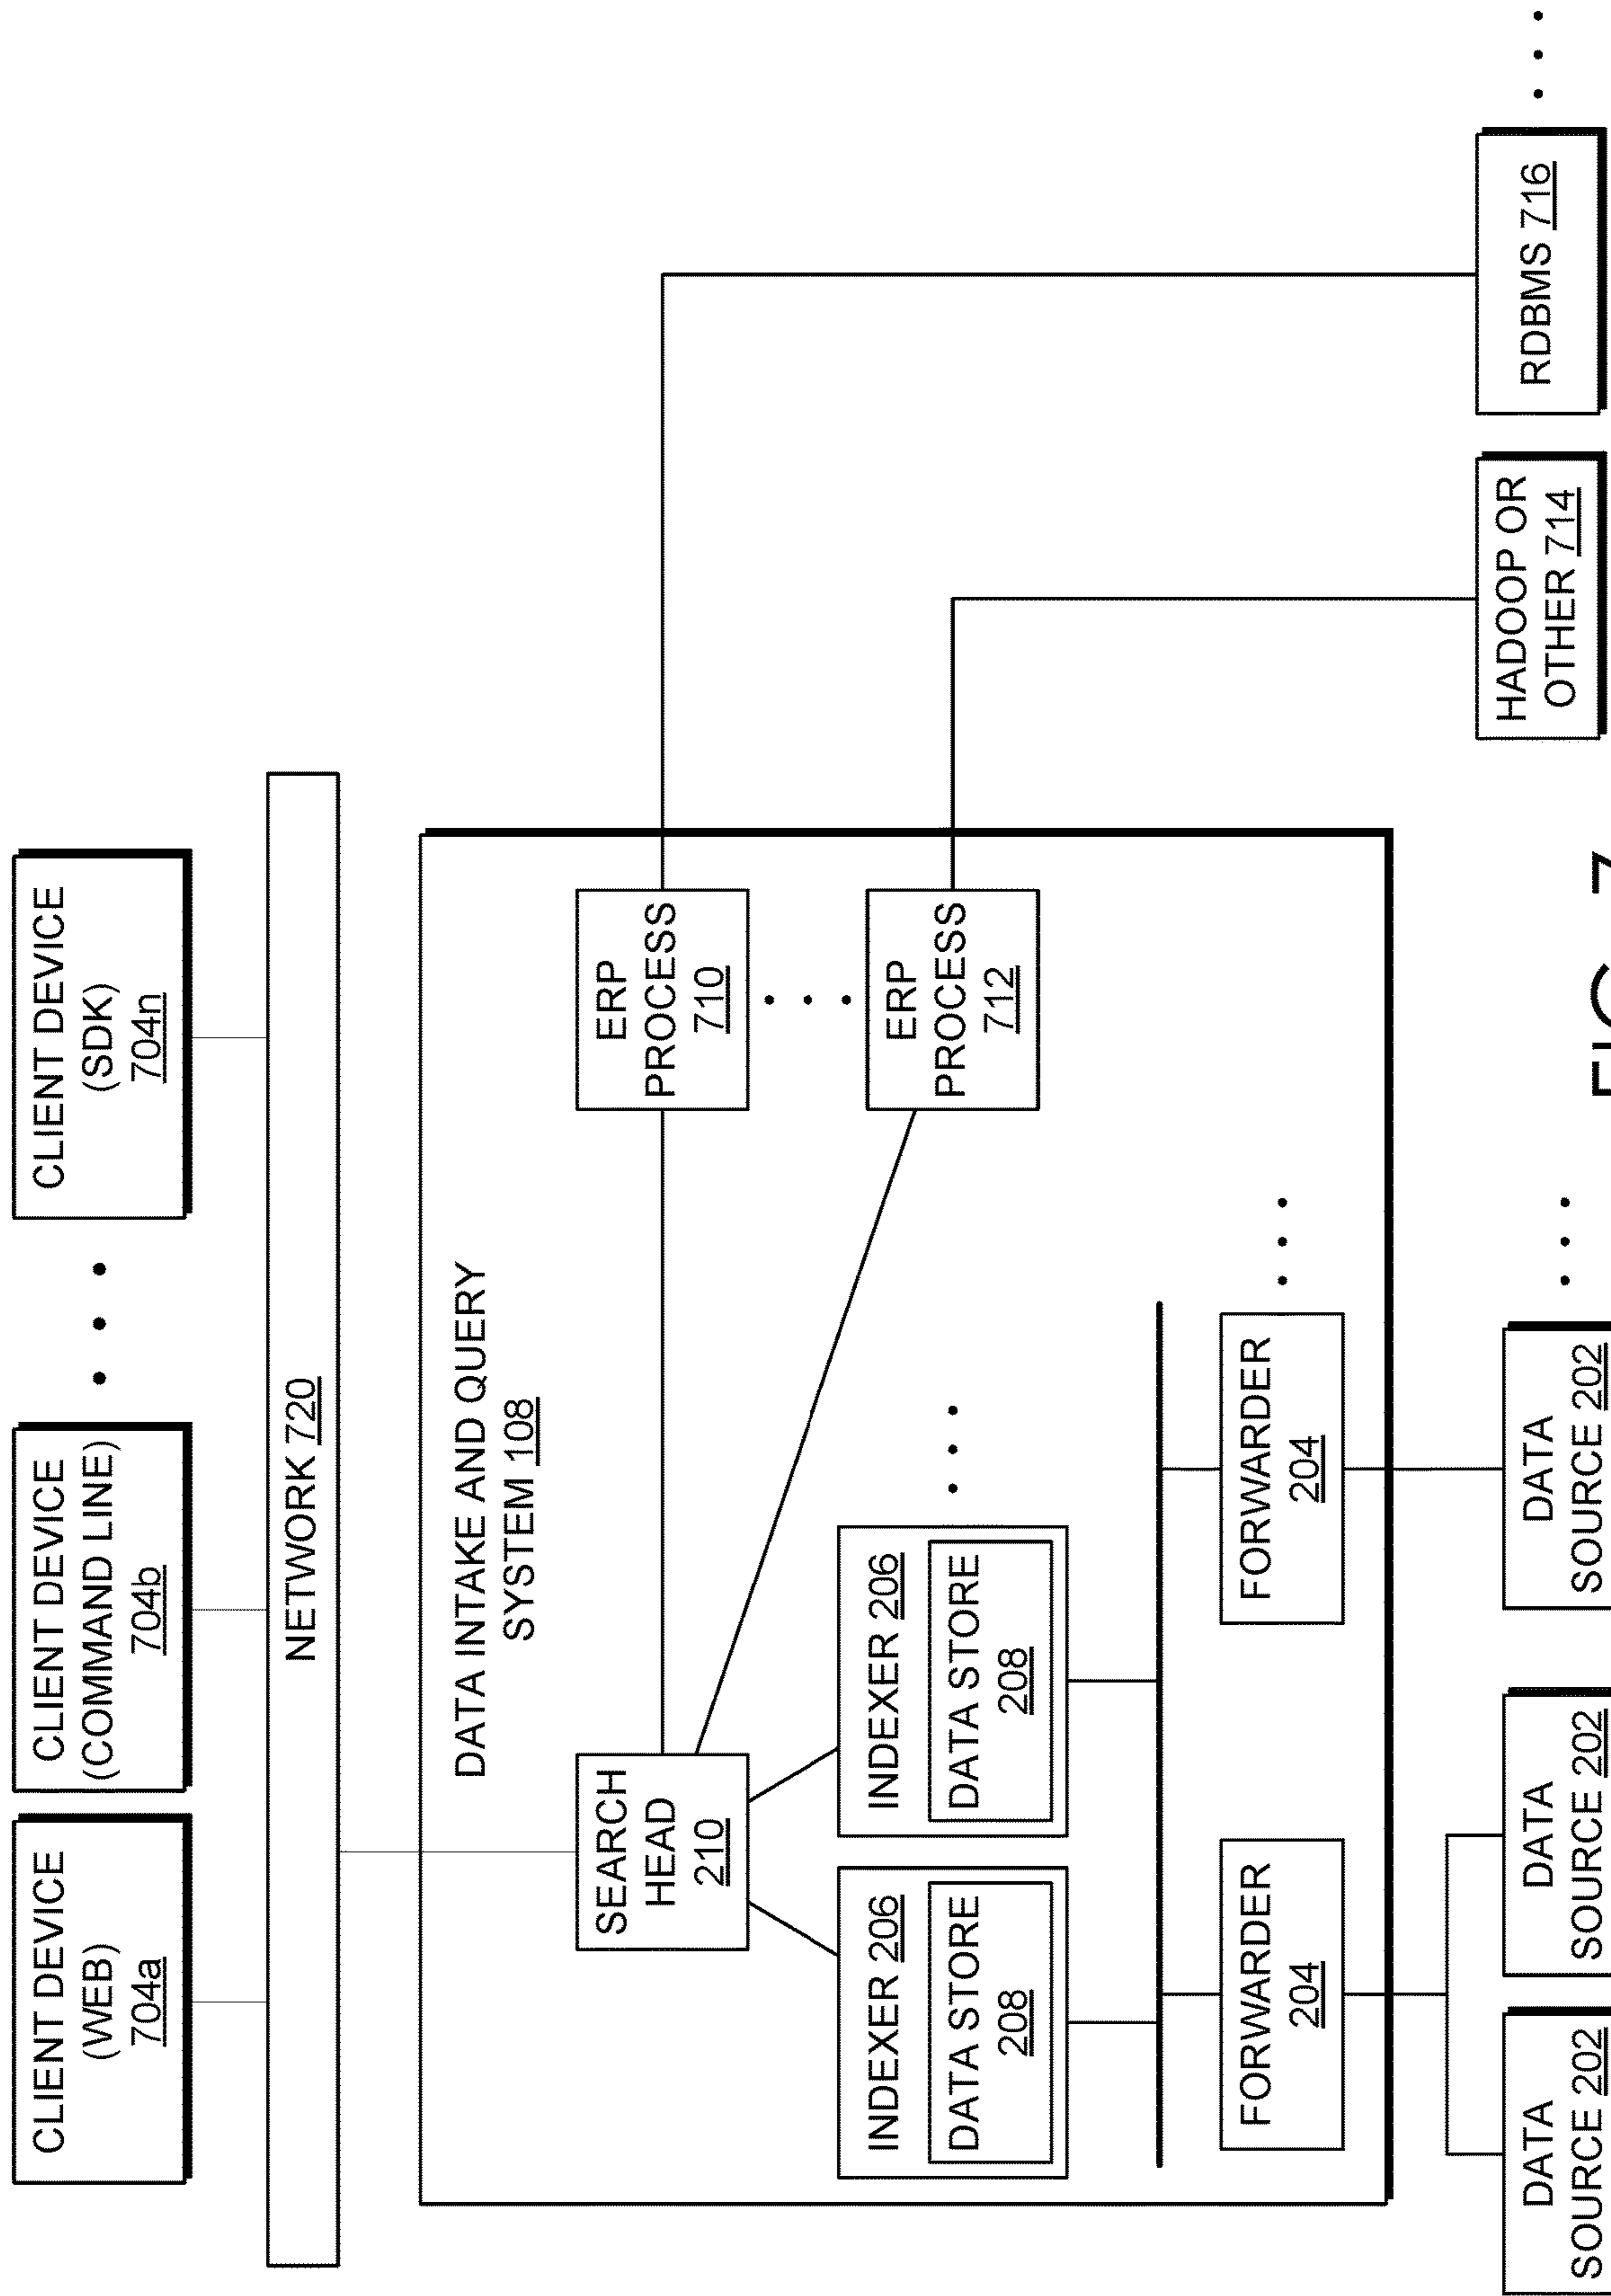 CLIENT DEVICE
(WEB)
704a
CLIENT DEVICE
(COMMAND LINE)
704b
CLIENT DEVICE
(SDK)
704n
NETWORK 720
DATA INTAKE AND QUERY
SYSTEM 108
SEARCH
HEAD
210
ERP
PROCESS
710
ERP
PROCESS
712
INDEXER 206
DATA STORE
208
INDEXER 206
DATA STORE
208
FORWARDER
204
FORWARDER
204
DATA
SOURCE 202
DATA
SOURCE 202
DATA
SOURCE 202
HADOOP OR
OTHER 714
RDBMS 716